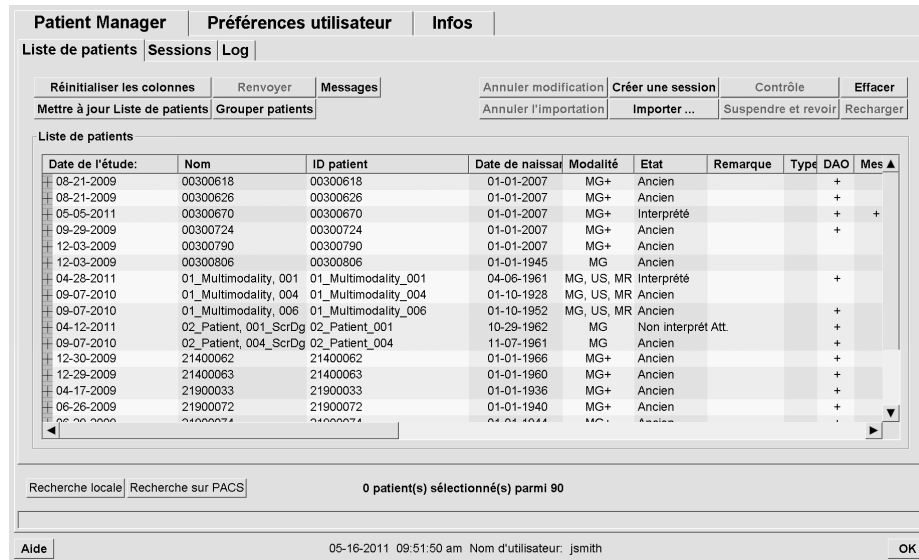 Patient Manager Préférences utilisateur Infos
Liste de patients Sessions Log
Réinitialiser les colonnes Renvoyer Messages Annuler modification Créer une session Contrôle Effacer
Mettre à jour Liste de patients Grouper patients Annuler l'importation Importer ... Suspendre et revoir Recharger
Liste de patients
Date de l'étude: Nom ID patient Date de naissar Modalité Etat Remarque Type DAO Mes
08-21-2009 00300618 00300618 01-01-2007 MG+ Ancien +
08-21-2009 00300626 00300626 01-01-2007 MG+ Ancien +
05-05-2011 00300670 00300670 01-01-2007 MG+ Interprété + +
09-29-2009 00300724 00300724 01-01-2007 MG+ Ancien +
12-03-2009 00300790 00300790 01-01-2007 MG+ Ancien
12-03-2009 00300806 00300806 01-01-1945 MG Ancien
04-28-2011 01_Multimodality, 001 01_Multimodality_001 04-06-1961 MG, US, MR Interprété +
09-07-2010 01_Multimodality, 004 01_Multimodality_004 01-10-1928 MG, US, MR Ancien
09-07-2010 01_Multimodality, 006 01_Multimodality_006 01-10-1952 MG, US, MR Ancien +
04-12-2011 02_Patient, 001_ScrDg 02_Patient_001 10-29-1962 MG Non interprét Att. +
09-07-2010 02_Patient, 004_ScrDg 02_Patient_004 11-07-1961 MG Ancien +
12-30-2009 21400062 21400062 01-01-1966 MG+ Ancien +
12-29-2009 21400063 21400063 01-01-1960 MG+ Ancien +
04-17-2009 21900033 21900033 01-01-1936 MG+ Ancien +
06-26-2009 21900072 21900072 01-01-1940 MG+ Ancien +
Recherche locale Recherche sur PACS 0 patient(s) sélectionné(s) parmi 90
Aide 05-16-2011 09:51:50 am Nom d'utilisateur: jsmith OK